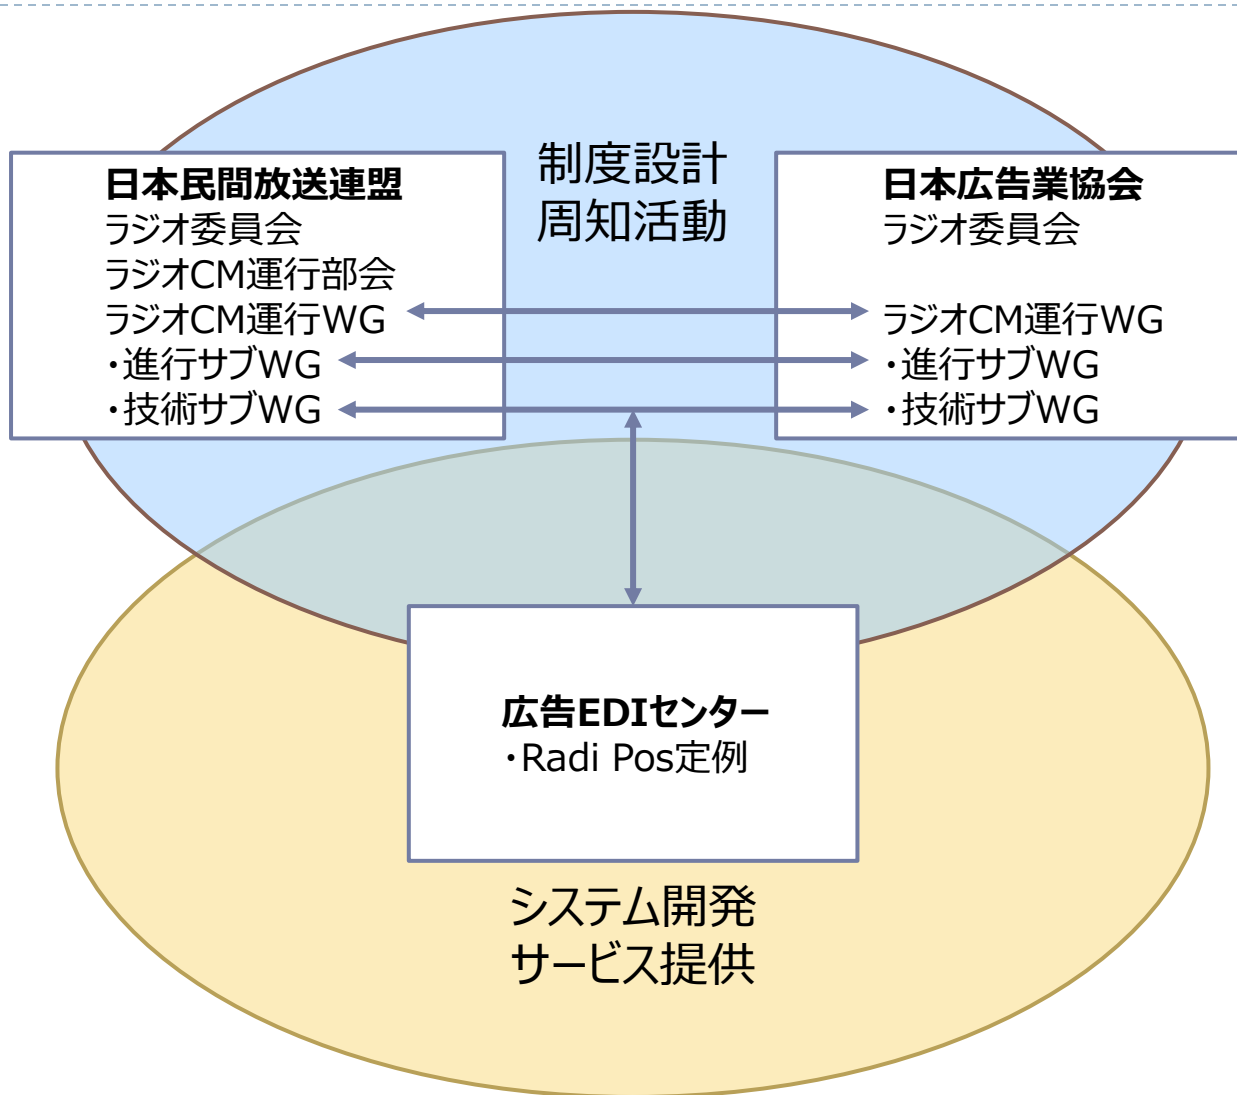 制度設計
周知活動
日本民間放送連盟
ラジオ委員会
ラジオCM運行部会
ラジオCM運行WG
・進行サブWG
・技術サブWG
日本広告業協会
ラジオ委員会
ラジオCM運行WG
・進行サブWG
・技術サブWG
広告EDIセンター
・Radi Pos定例
システム開発
サービス提供